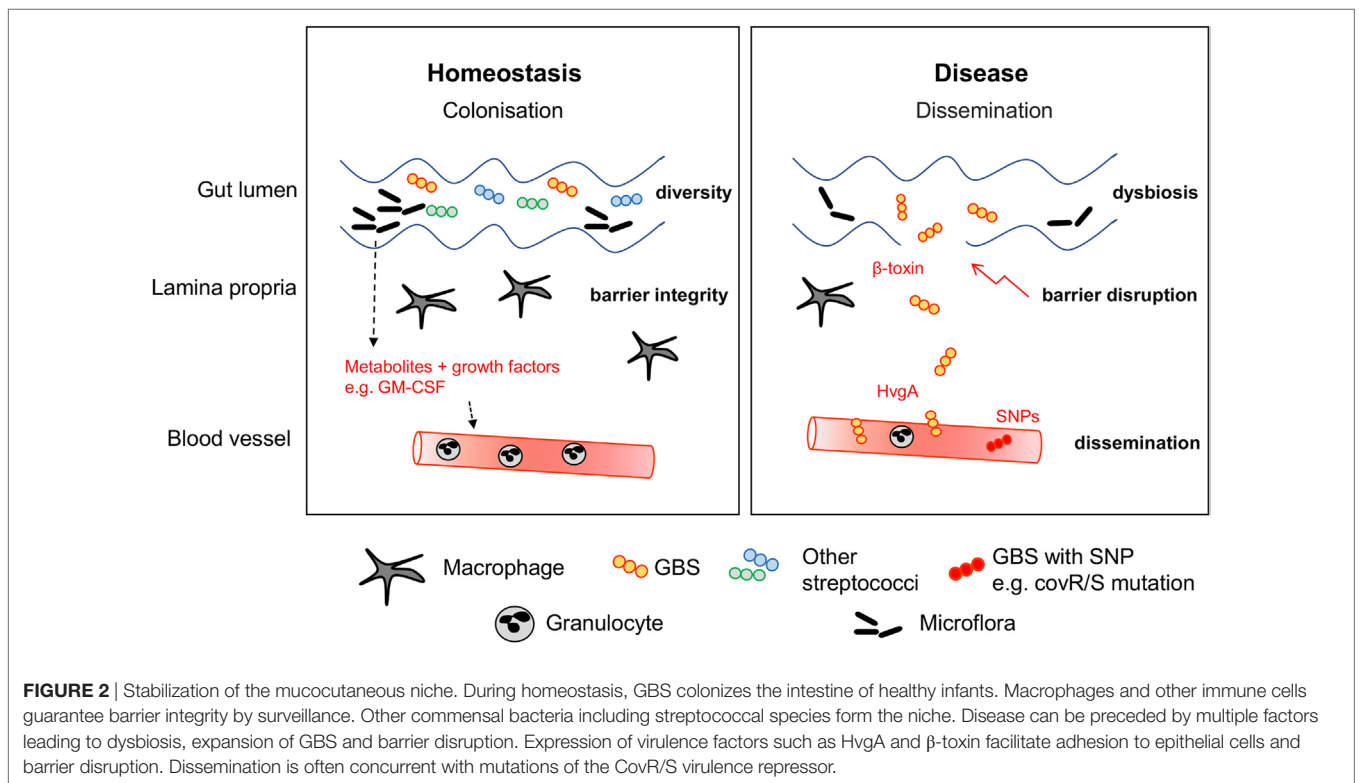 Homeostasis
Colonisation
Disease
Dissemination
Gut lumen
diversity
dysbiosis
β-toxin
Lamina propria
barrier integrity
barrier disruption
Metabolites + growth factors
e.g. GM-CSF
HvgA
SNPs
Blood vessel
dissemination
Macrophage
GBS
Other
streptococci
GBS with SNP
e.g. covR/S mutation
Granulocyte
Microflora
FIGURE 2 | Stabilization of the mucocutaneous niche. During homeostasis, GBS colonizes the intestine of healthy infants. Macrophages and other immune cells
guarantee barrier integrity by surveillance. Other commensal bacteria including streptococcal species form the niche. Disease can be preceded by multiple factors
leading to dysbiosis, expansion of GBS and barrier disruption. Expression of virulence factors such as HvgA and β-toxin facilitate adhesion to epithelial cells and
barrier disruption. Dissemination is often concurrent with mutations of the CovR/S virulence repressor.